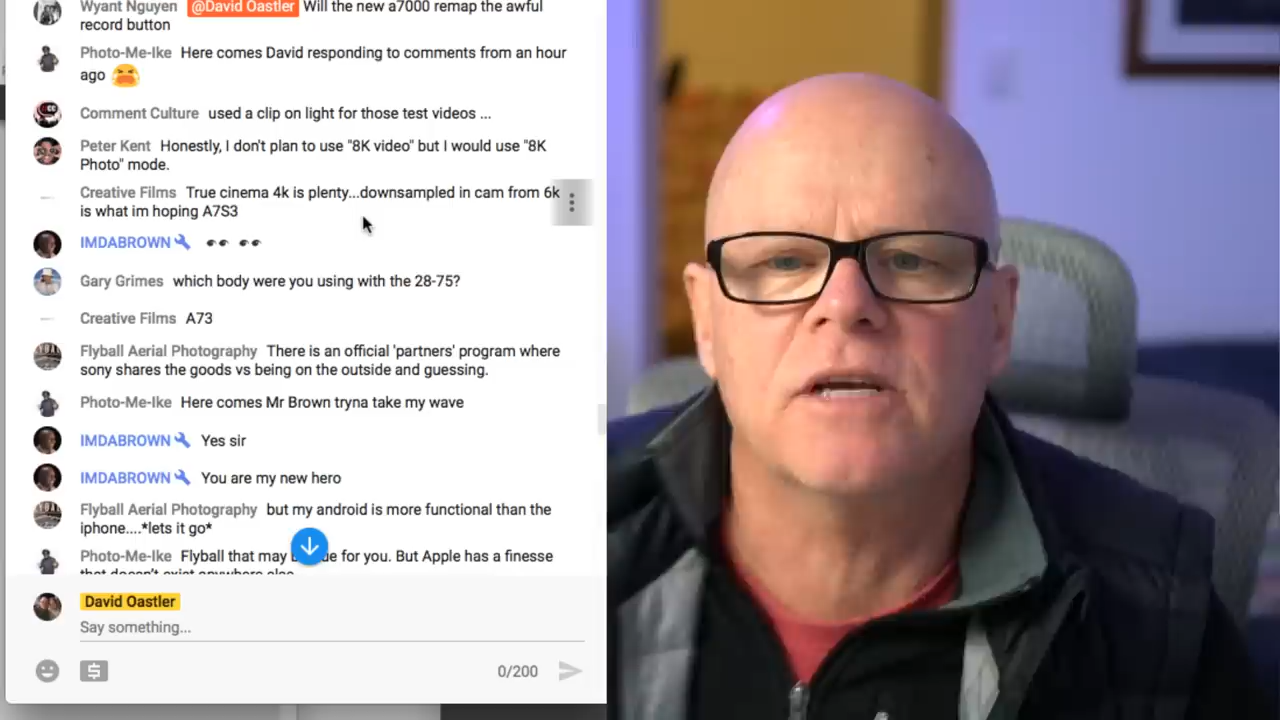 Wyant Nguyen @David Oastler Will the new a7000 remap the awful
record button
Photo-Me-Ike Here comes David responding to comments from an hour
ago
Comment Culture used a clip on light for those test videos ...
Peter Kent Honestly, I don't plan to use "8K video" but I would use "8K
Photo" mode.
Creative Films True cinema 4k is plenty...downsampled in cam from 6k
is what im hoping A7S3
IMDABROWN
Gary Grimes which body were you using with the 28-75?
Creative Films A73
Flyball Aerial Photography There is an official 'partners' program where
sony shares the goods vs being on the outside and guessing.
Photo-Me-Ike Here comes Mr Brown tryna take my wave
IMDABROWN Yes sir
IMDABROWN You are my new hero
Flyball Aerial Photography but my android is more functional than the
iphone....*lets it go*
Photo-Me-Ike Flyball that may for you. But Apple has a finesse
that doesn't exist anywhere else
David Oastler
Say something...
0/200